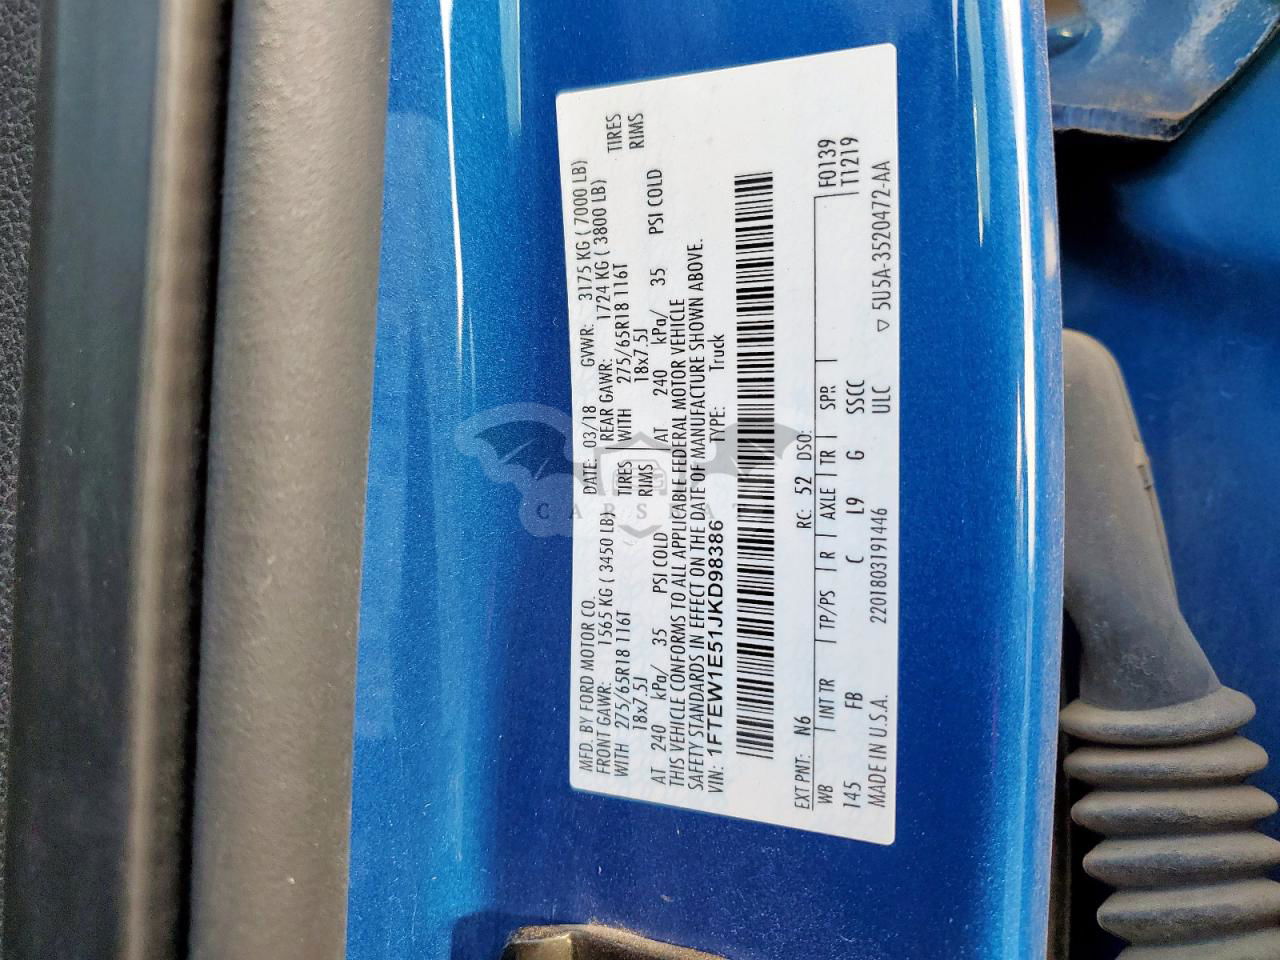 MFD. BY FORD MOTOR CO. DATE: 03/18 GVWR: 3175 KG ( 7000 LB)
FRONT GAWR: 1565 KG ( 3450 LB) REAR GAWR: 1724 KG ( 3800 LB)
WITH 275/65R18 116T TIRES WITH 275/65R18 116T TIRES
18x7.5J RIMS 18x7.5J RIMS
AT 240 kPa/ 35 PSI COLD AT 240 kPa/ 35 PSI COLD
THIS VEHICLE CONFORMS TO ALL APPLICABLE FEDERAL MOTOR VEHICLE
SAFETY STANDARDS IN EFFECT ON THE DATE OF MANUFACTURE SHOWN ABOVE.
VIN: 1FTEW1E51JKD98386 TYPE: Truck
EXT PNT: N6 RC: 52 DSO:
WB INT TR TP/PS R AXLE TR SPR F0139
T1219
145 FB C L9 G SSCC
MADE IN U.S.A. 2201803191446 ULC ▽ 5U5A-3520472-AA